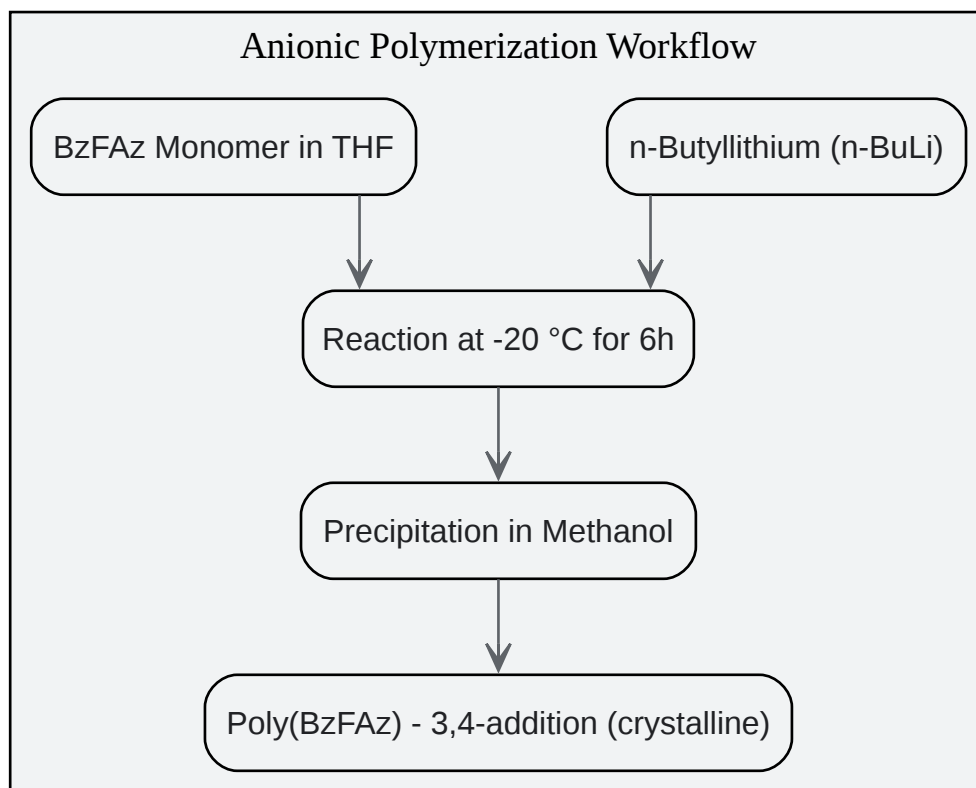 Anionic Polymerization Workflow
BzFAz Monomer in THF
n-Butyllithium (n-BuLi)
Reaction at -20 °C for 6h
Precipitation in Methanol
Poly(BzFAz) - 3,4-addition (crystalline)